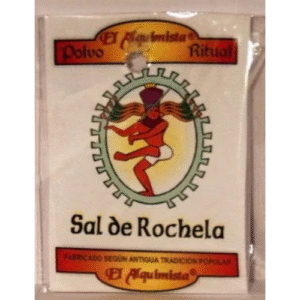 El Alquimista®
Polvo Ritual
Sal de Rochela
FABRICADO SEGÚN ANTIGUA TRADICIÓN POPULAR
El Alquimista®